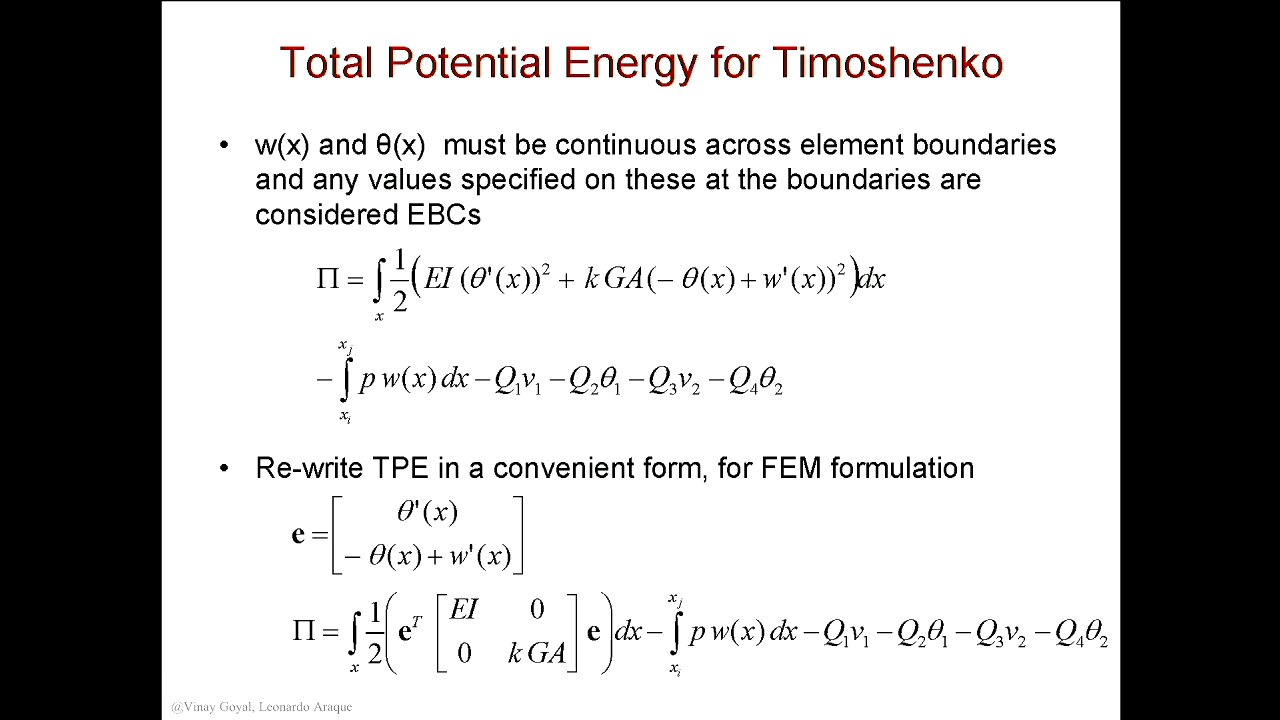 Total Potential Energy for Timoshenko
• w(x) and θ(x) must be continuous across element boundaries
and any values specified on these at the boundaries are
considered EBCs
Π = ∫_x 1/2 (EI (θ'(x))² + k GA(− θ(x) + w'(x))²) dx
− ∫_{x_i}^{x_j} p w(x) dx − Q₁v₁ − Q₂θ₁ − Q₃v₂ − Q₄θ₂
• Re-write TPE in a convenient form, for FEM formulation
e = [ θ'(x) ; − θ(x) + w'(x) ]
Π = ∫_x 1/2 (e^T [ EI 0 ; 0 k GA ] e) dx − ∫_{x_i}^{x_j} p w(x) dx − Q₁v₁ − Q₂θ₁ − Q₃v₂ − Q₄θ₂
@Vinay Goyal, Leonardo Araque